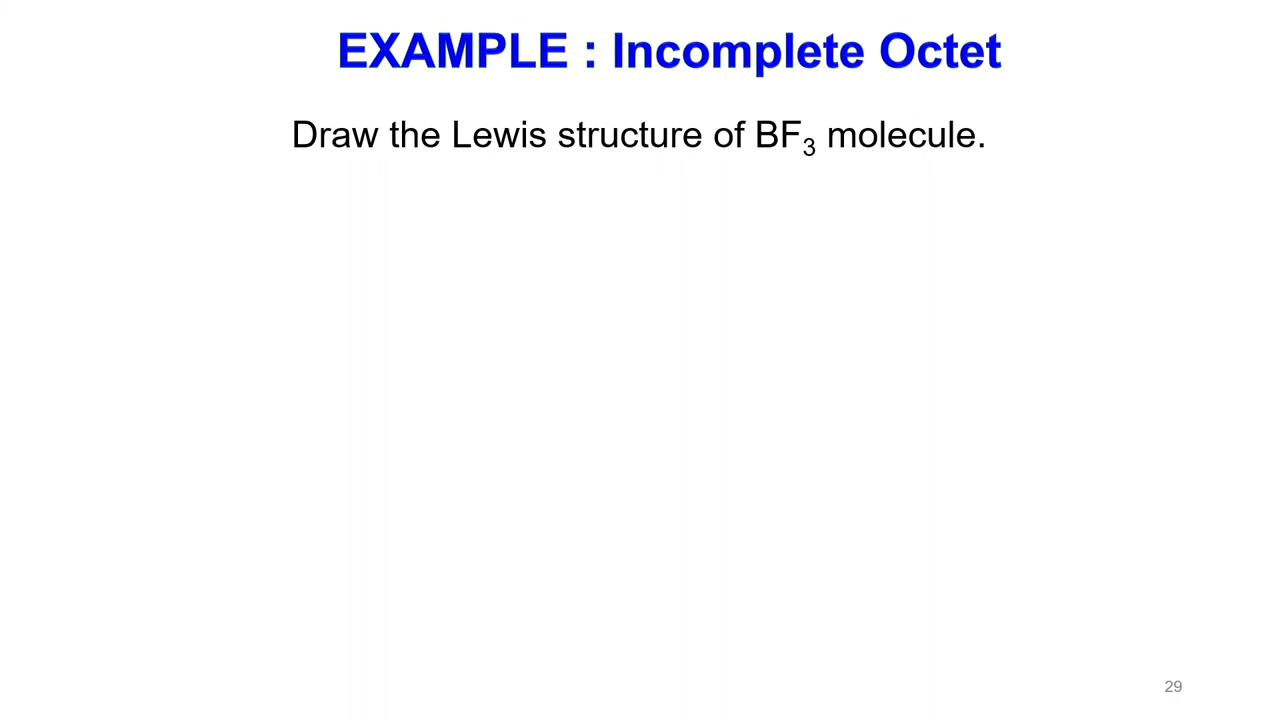 EXAMPLE : Incomplete Octet
Draw the Lewis structure of BF₃ molecule.
29